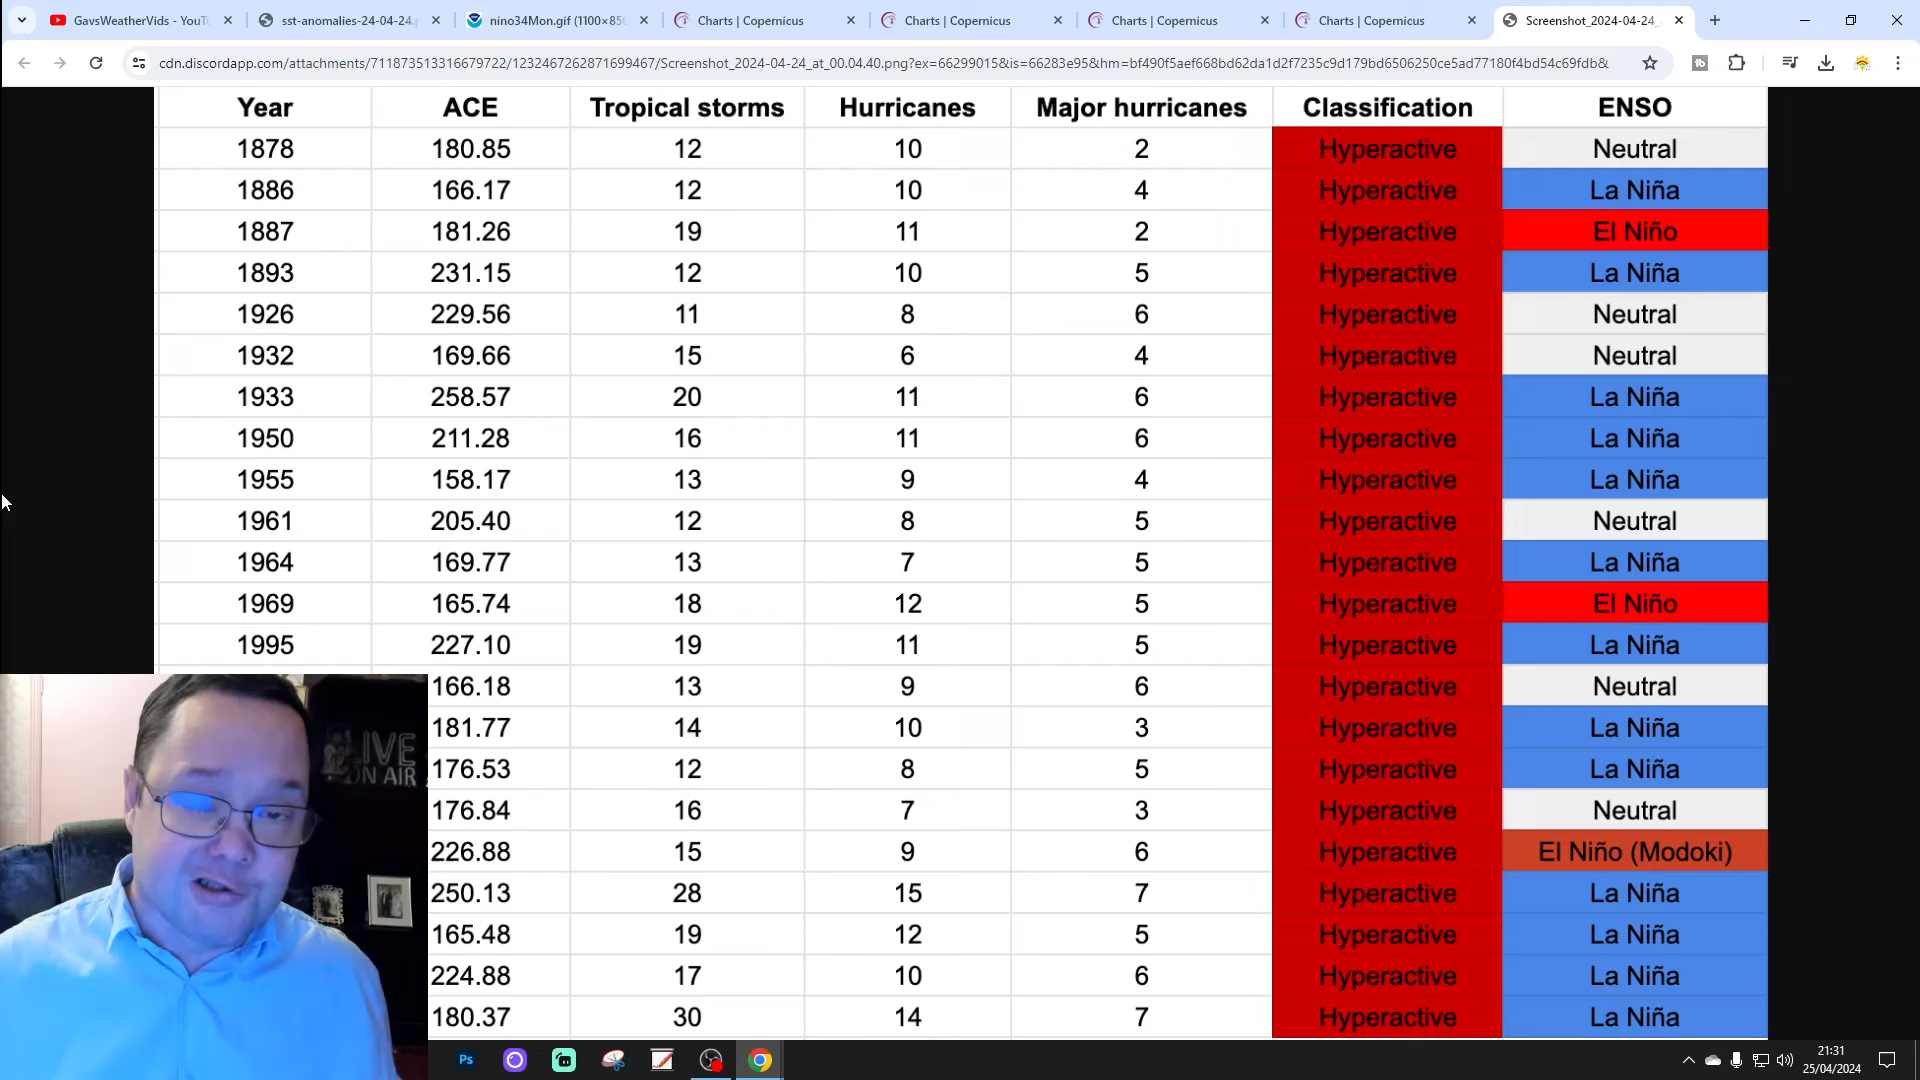 GavsWeatherVids - YouTu
sst-anomalies-24-04-24.
nino34Mon.gif (1100×850
Charts | Copernicus
Charts | Copernicus
Charts | Copernicus
Charts | Copernicus
Screenshot_2024-04-24_
cdn.discordapp.com/attachments/711873513316679722/1232467262871699467/Screenshot_2024-04-24_at_00.04.40.png?ex=66299015&is=66283e95&hm=bf490f5aef668bd62da1d2f7235c9d179bd6506250ce5ad77180f4bd54c69fdb&
Year ACE Tropical storms Hurricanes Major hurricanes Classification ENSO
1878 180.85 12 10 2 Hyperactive Neutral
1886 166.17 12 10 4 Hyperactive La Niña
1887 181.26 19 11 2 Hyperactive El Niño
1893 231.15 12 10 5 Hyperactive La Niña
1926 229.56 11 8 6 Hyperactive Neutral
1932 169.66 15 6 4 Hyperactive Neutral
1933 258.57 20 11 6 Hyperactive La Niña
1950 211.28 16 11 6 Hyperactive La Niña
1955 158.17 13 9 4 Hyperactive La Niña
1961 205.40 12 8 5 Hyperactive Neutral
1964 169.77 13 7 5 Hyperactive La Niña
1969 165.74 18 12 5 Hyperactive El Niño
1995 227.10 19 11 5 Hyperactive La Niña
166.18 13 9 6 Hyperactive Neutral
181.77 14 10 3 Hyperactive La Niña
176.53 12 8 5 Hyperactive La Niña
176.84 16 7 3 Hyperactive Neutral
226.88 15 9 6 Hyperactive El Niño (Modoki)
250.13 28 15 7 Hyperactive La Niña
165.48 19 12 5 Hyperactive La Niña
224.88 17 10 6 Hyperactive La Niña
180.37 30 14 7 Hyperactive La Niña
LIVE
ON AIR
Ps
21:31
25/04/2024